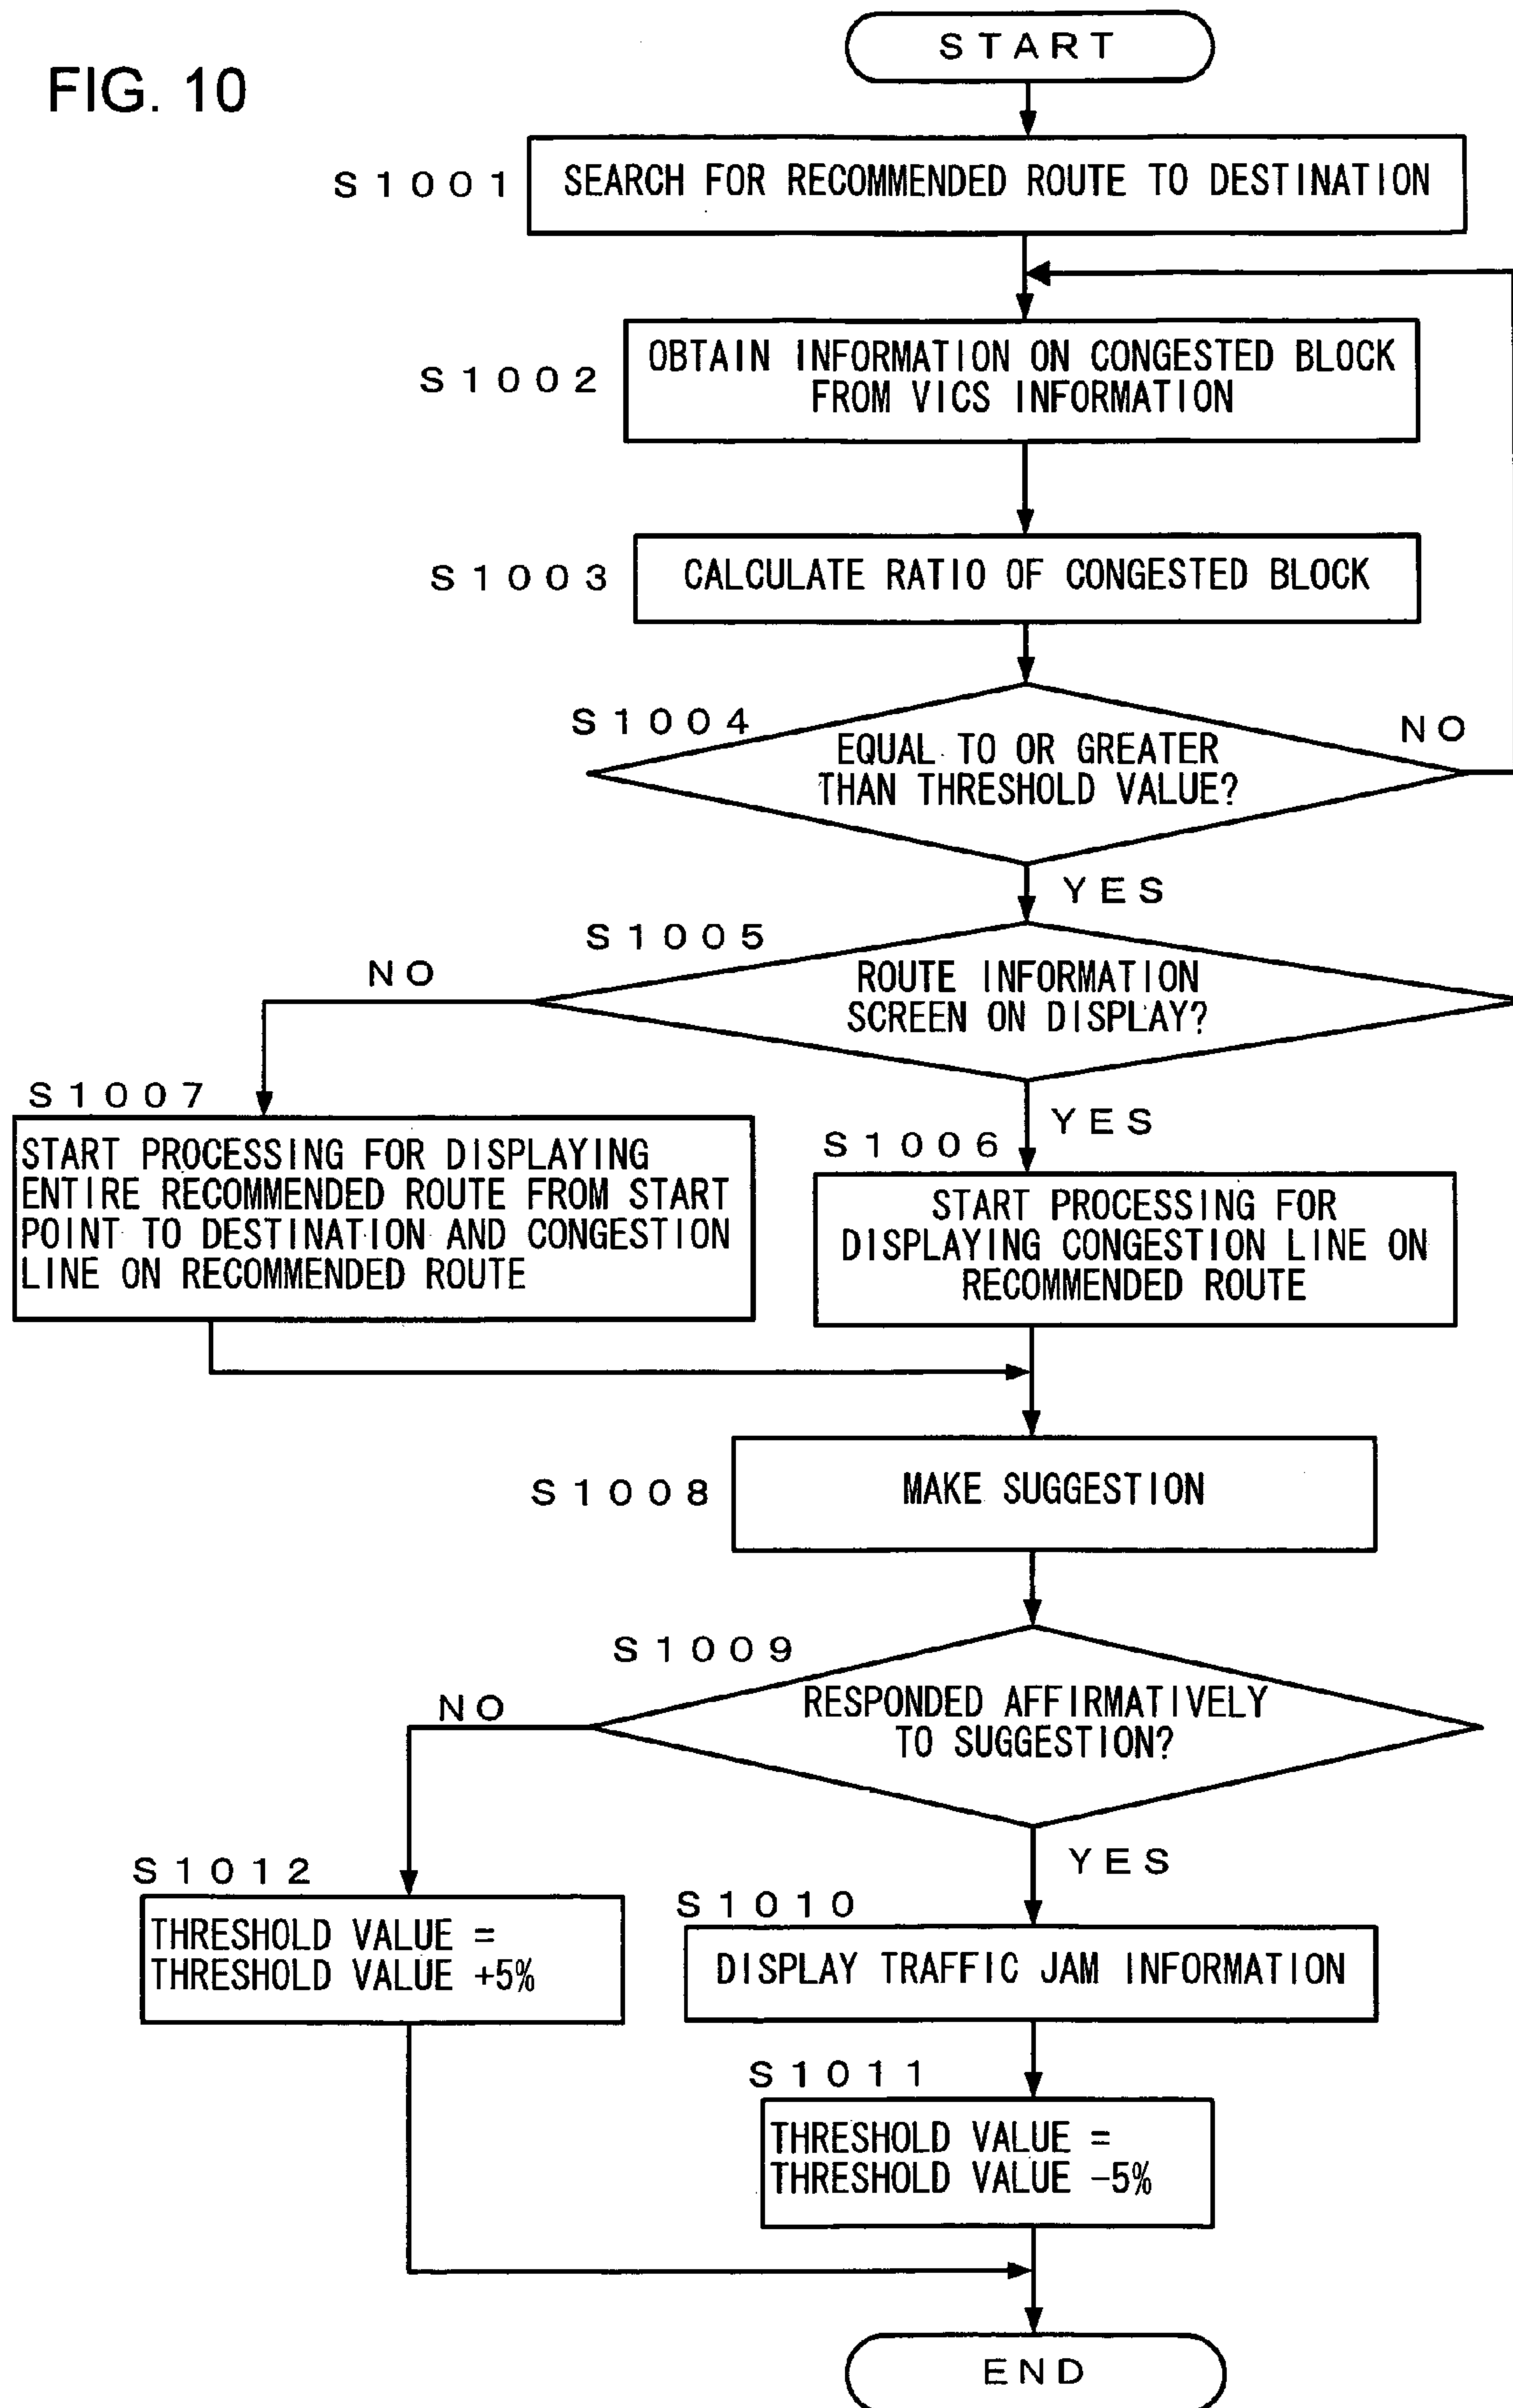 FIG. 10
START
S1001
SEARCH FOR RECOMMENDED ROUTE TO DESTINATION
S1002
OBTAIN INFORMATION ON CONGESTED BLOCK
FROM VICS INFORMATION
S1003
CALCULATE RATIO OF CONGESTED BLOCK
S1004
EQUAL TO OR GREATER
THAN THRESHOLD VALUE?
NO
YES
S1005
ROUTE INFORMATION
SCREEN ON DISPLAY?
NO
YES
S1007
START PROCESSING FOR DISPLAYING
ENTIRE RECOMMENDED ROUTE FROM START
POINT TO DESTINATION AND CONGESTION
LINE ON RECOMMENDED ROUTE
S1006
START PROCESSING FOR
DISPLAYING CONGESTION LINE ON
RECOMMENDED ROUTE
S1008
MAKE SUGGESTION
S1009
RESPONDED AFFIRMATIVELY
TO SUGGESTION?
NO
YES
S1012
THRESHOLD VALUE =
THRESHOLD VALUE +5%
S1010
DISPLAY TRAFFIC JAM INFORMATION
S1011
THRESHOLD VALUE =
THRESHOLD VALUE -5%
END